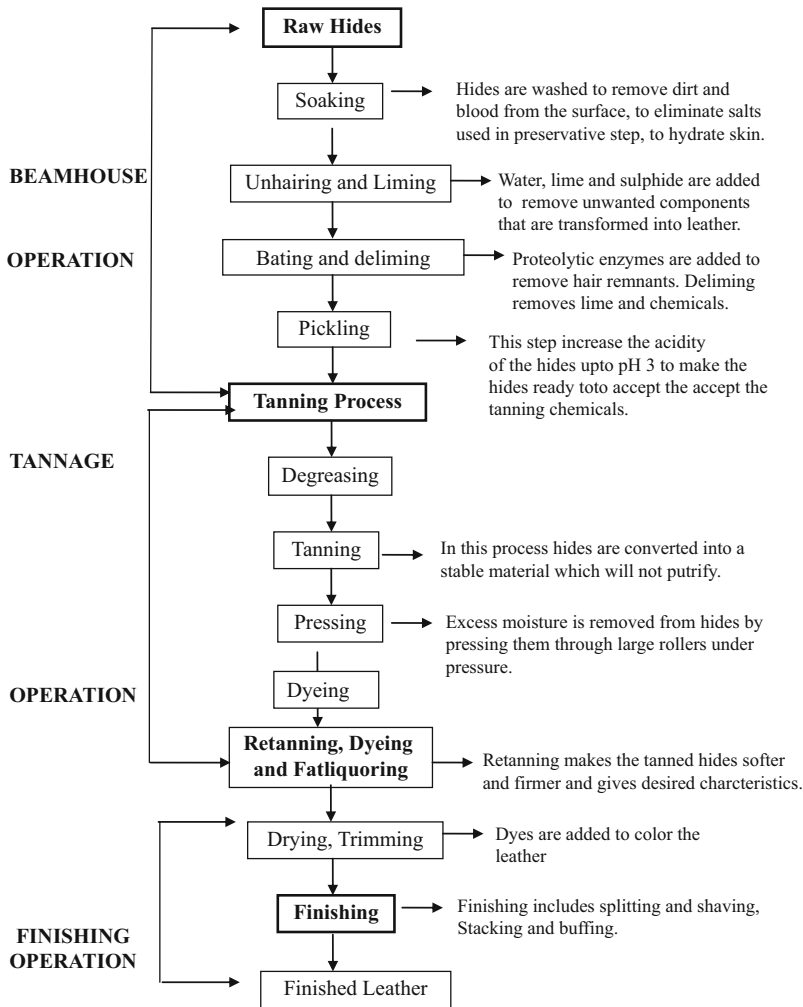 Raw Hides
Soaking
Hides are washed to remove dirt and
blood from the surface, to eliminate salts
used in preservative step, to hydrate skin.
BEAMHOUSE
Unhairing and Liming
Water, lime and sulphide are added
to remove unwanted components
that are transformed into leather.
OPERATION
Bating and deliming
Proteolytic enzymes are added to
remove hair remnants. Deliming
removes lime and chemicals.
Pickling
This step increase the acidity
of the hides upto pH 3 to make the
hides ready toto accept the accept the
tanning chemicals.
Tanning Process
TANNAGE
Degreasing
Tanning
In this process hides are converted into a
stable material which will not putrify.
Pressing
Excess moisture is removed from hides by
pressing them through large rollers under
pressure.
OPERATION
Dyeing
Retanning, Dyeing
and Fatliquoring
Retanning makes the tanned hides softer
and firmer and gives desired charcteristics.
Drying, Trimming
Dyes are added to color the
leather
Finishing
Finishing includes splitting and shaving,
Stacking and buffing.
FINISHING
OPERATION
Finished Leather